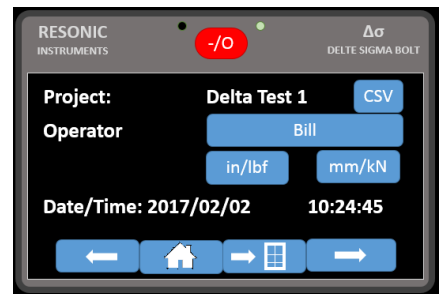 RESONIC
INSTRUMENTS
-/O
Δσ
DELTE SIGMA BOLT
Project: Delta Test 1 CSV
Operator Bill
in/lbf mm/kN
Date/Time: 2017/02/02 10:24:45